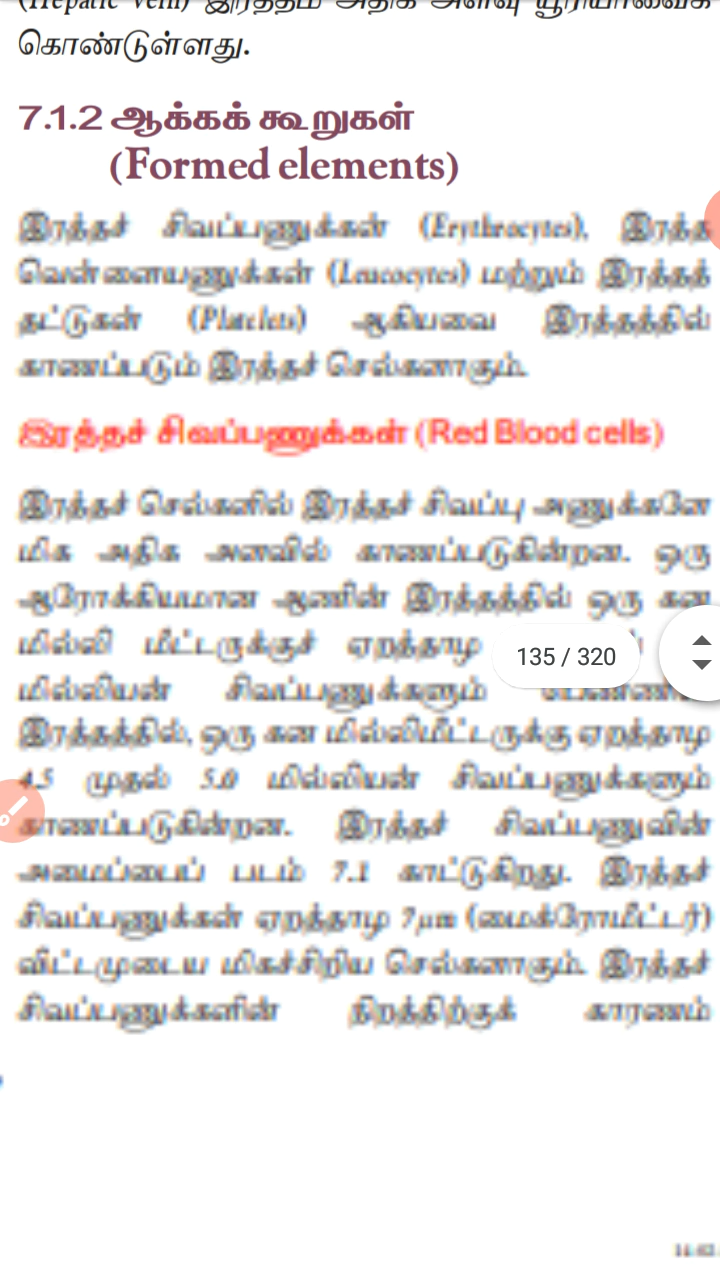 (Hepatic vein) இரத்தம் அதிக அளவு யூரியாவைக்
கொண்டுள்ளது.
7.1.2 ஆக்கக் கூறுகள்
(Formed elements)
இரத்தச் சிவப்பணுக்கள் (Erythrocytes), இரத்த
வெள்ளையணுக்கள் (Leucocytes) மற்றும் இரத்தத்
தட்டுகள் (Platelets) ஆகியவை இரத்தத்தில்
காணப்படும் இரத்தச் செல்களாகும்.
இரத்தச் சிவப்பணுக்கள் (Red Blood cells)
இரத்தச் செல்களில் இரத்தச் சிவப்பு அணுக்களே
மிக அதிக அளவில் காணப்படுகின்றன. ஒரு
ஆரோக்கியமான ஆணின் இரத்தத்தில் ஒரு கன
மில்லி மீட்டருக்குச் ஏறத்தாழ
135 / 320
மில்லியன் சிவப்பணுக்களும்
இரத்தத்தில், ஒரு கன மில்லிமீட்டருக்கு ஏறத்தாழ
4.5 முதல் 5.0 மில்லியன் சிவப்பணுக்களும்
காணப்படுகின்றன. இரத்தச் சிவப்பணுவின்
அமைப்பைப் படம் 7.1 காட்டுகிறது. இரத்தச்
சிவப்பணுக்கள் ஏறத்தாழ 7μm (மைக்ரோமீட்டர்)
விட்டமுடைய மிகச்சிறிய செல்களாகும். இரத்தச்
சிவப்பணுக்களின் நிறத்திற்குக் காரணம்